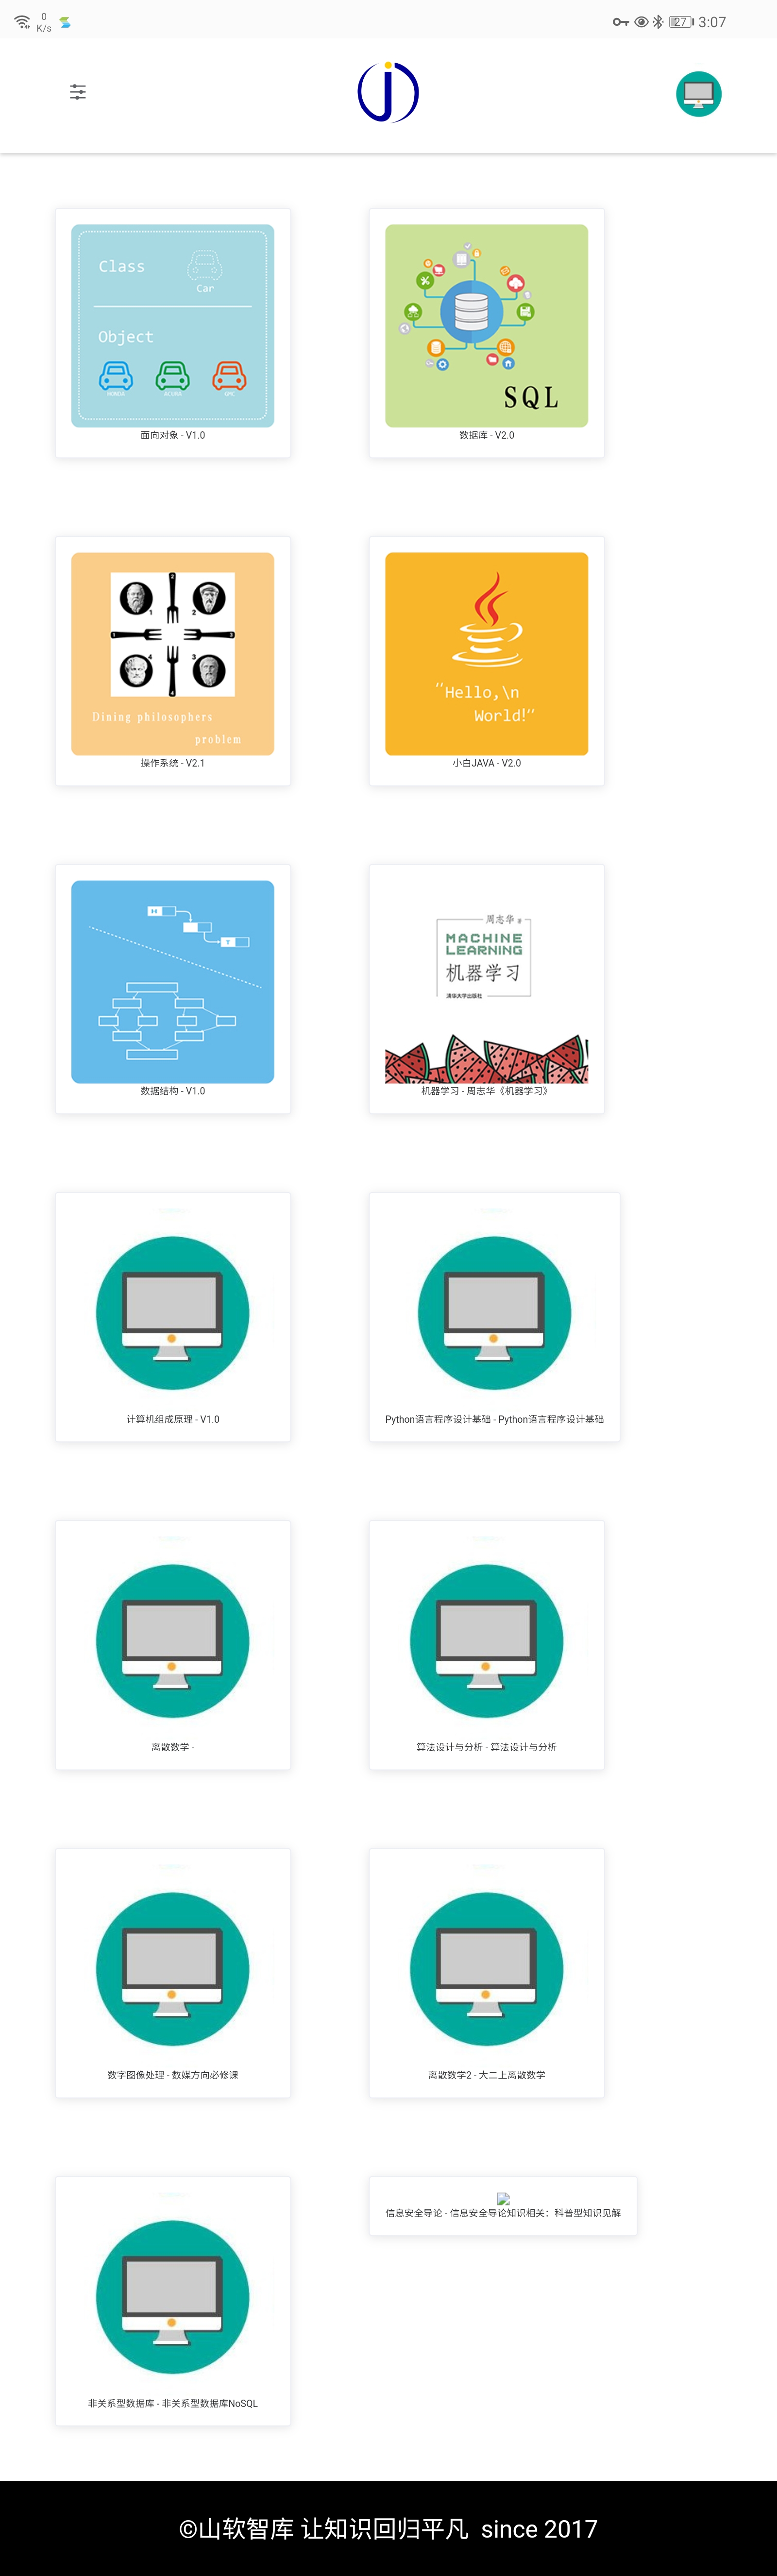 0
K/s
27
3:07
Class
Car
Object
HONDA
ACURA
GMC
面向对象 - V1.0
SQL
数据库 - V2.0
1
2
2
1
3
4
3
4
Dining philosophers
problem
操作系统 - V2.1
“Hello,\n
World!“
小白JAVA - V2.0
H
T
数据结构 - V1.0
周志华 著
MACHINE
LEARNING
机器学习
清华大学出版社
机器学习 - 周志华《机器学习》
计算机组成原理 - V1.0
Python语言程序设计基础 - Python语言程序设计基础
离散数学 -
算法设计与分析 - 算法设计与分析
数字图像处理 - 数媒方向必修课
离散数学2 - 大二上离散数学
非关系型数据库 - 非关系型数据库NoSQL
信息安全导论 - 信息安全导论知识相关：科普型知识见解
©山软智库 让知识回归平凡 since 2017